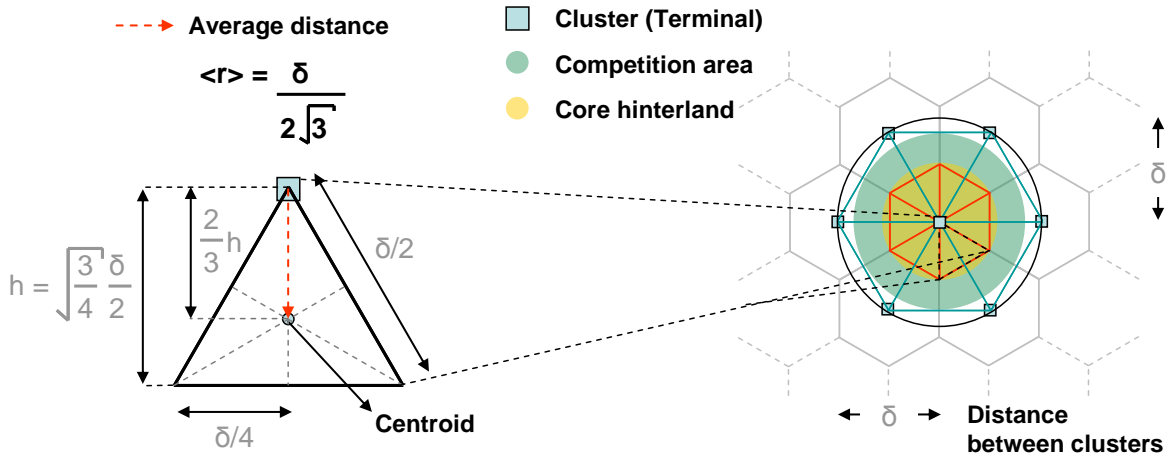 Average distance
<r> = δ / 2√3
Cluster (Terminal)
Competition area
Core hinterland
h = √(3/4) δ/2
2/3 h
δ/2
δ/4
Centroid
δ
δ
Distance
between clusters